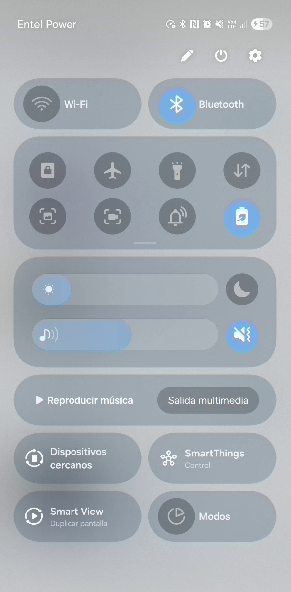 Entel Power
Wi-Fi
Bluetooth
Reproducir música
Salida multimedia
Dispositivos
cercanos
SmartThings
Control
Smart View
Duplicar pantalla
Modos